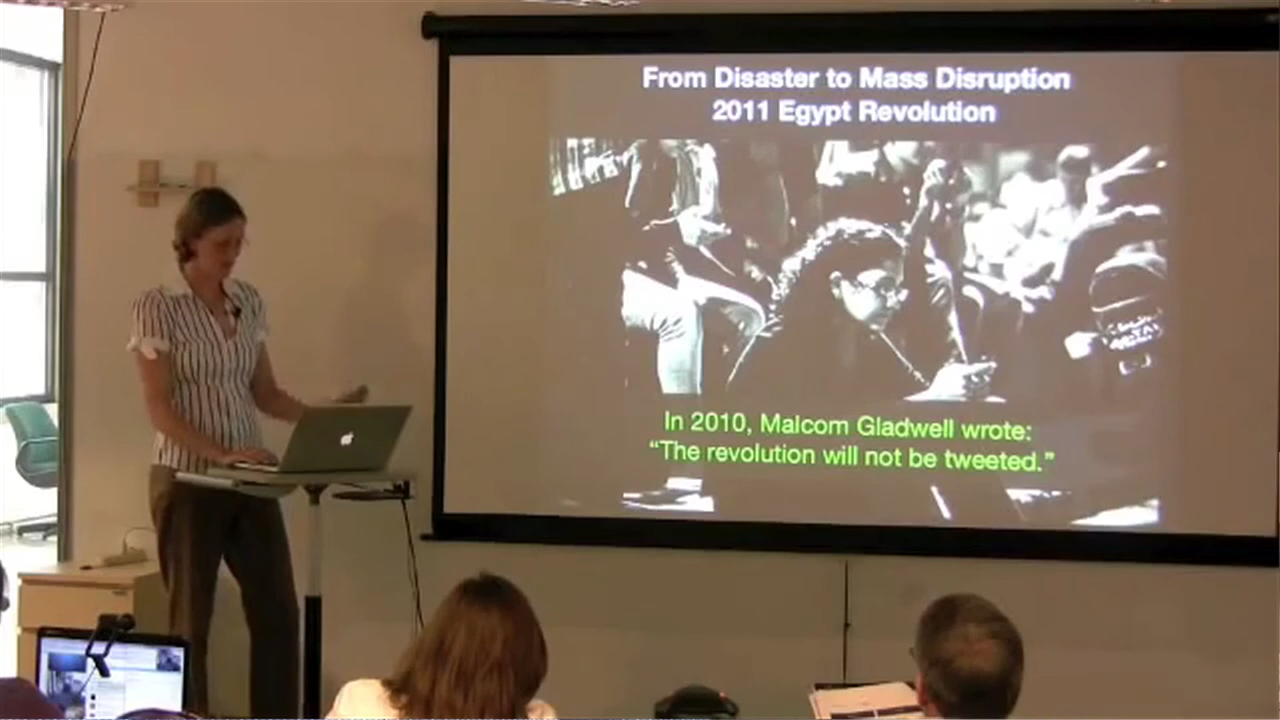 From Disaster to Mass Disruption
2011 Egypt Revolution
In 2010, Malcom Gladwell wrote:
“The revolution will not be tweeted.”